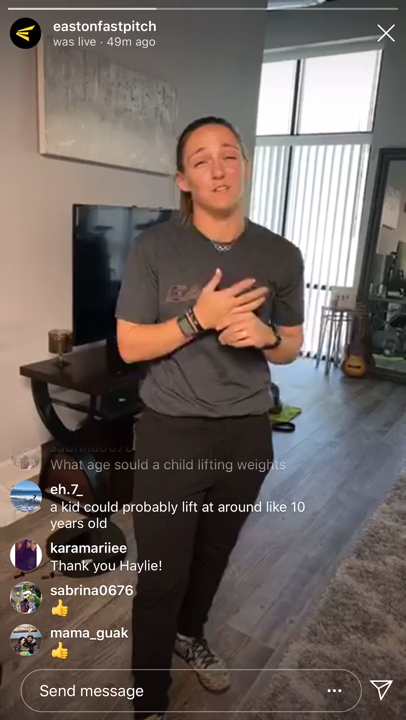 eastonfastpitch
was live · 49m ago
sabrina0676
What age sould a child lifting weights
eh.7_
a kid could probably lift at around like 10
years old
karamariiee
Thank you Haylie!
sabrina0676
👍
mama_guak
👍
Send message